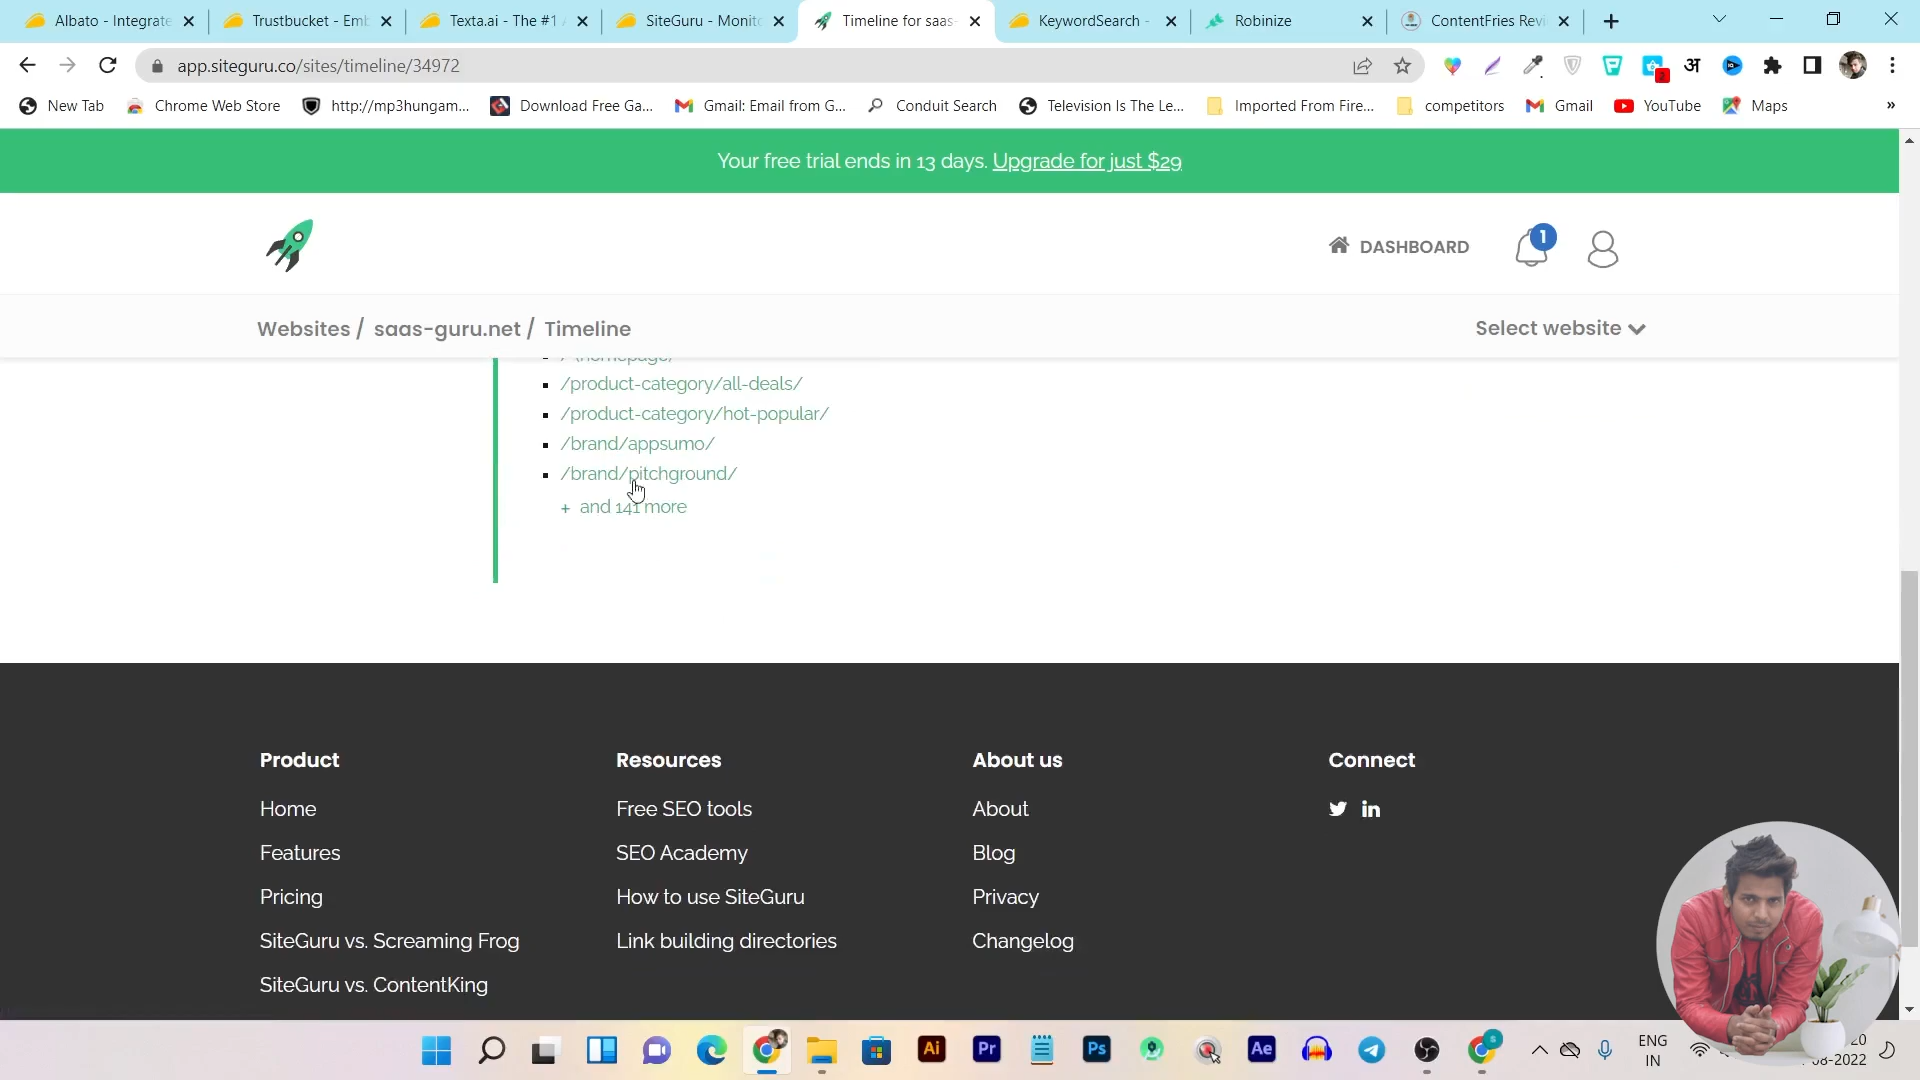 Albato - Integrate
Trustbucket - Emb
Texta.ai - The #1
SiteGuru - Monito
Timeline for saas-
KeywordSearch -
Robinize
ContentFries Revi
app.siteguru.co/sites/timeline/34972
New Tab
Chrome Web Store
http://mp3hungam...
Download Free Ga...
Gmail: Email from G...
Conduit Search
Television Is The Le...
Imported From Fire...
competitors
Gmail
YouTube
Maps
»
Your free trial ends in 13 days. Upgrade for just $29
DASHBOARD
1
Websites / saas-guru.net / Timeline
Select website
/ (homepage)
/product-category/all-deals/
/product-category/hot-popular/
/brand/appsumo/
/brand/pitchground/
+ and 141 more
Product
Home
Features
Pricing
SiteGuru vs. Screaming Frog
SiteGuru vs. ContentKing
Resources
Free SEO tools
SEO Academy
How to use SiteGuru
Link building directories
About us
About
Blog
Privacy
Changelog
Connect
ENG
IN
20
08-2022